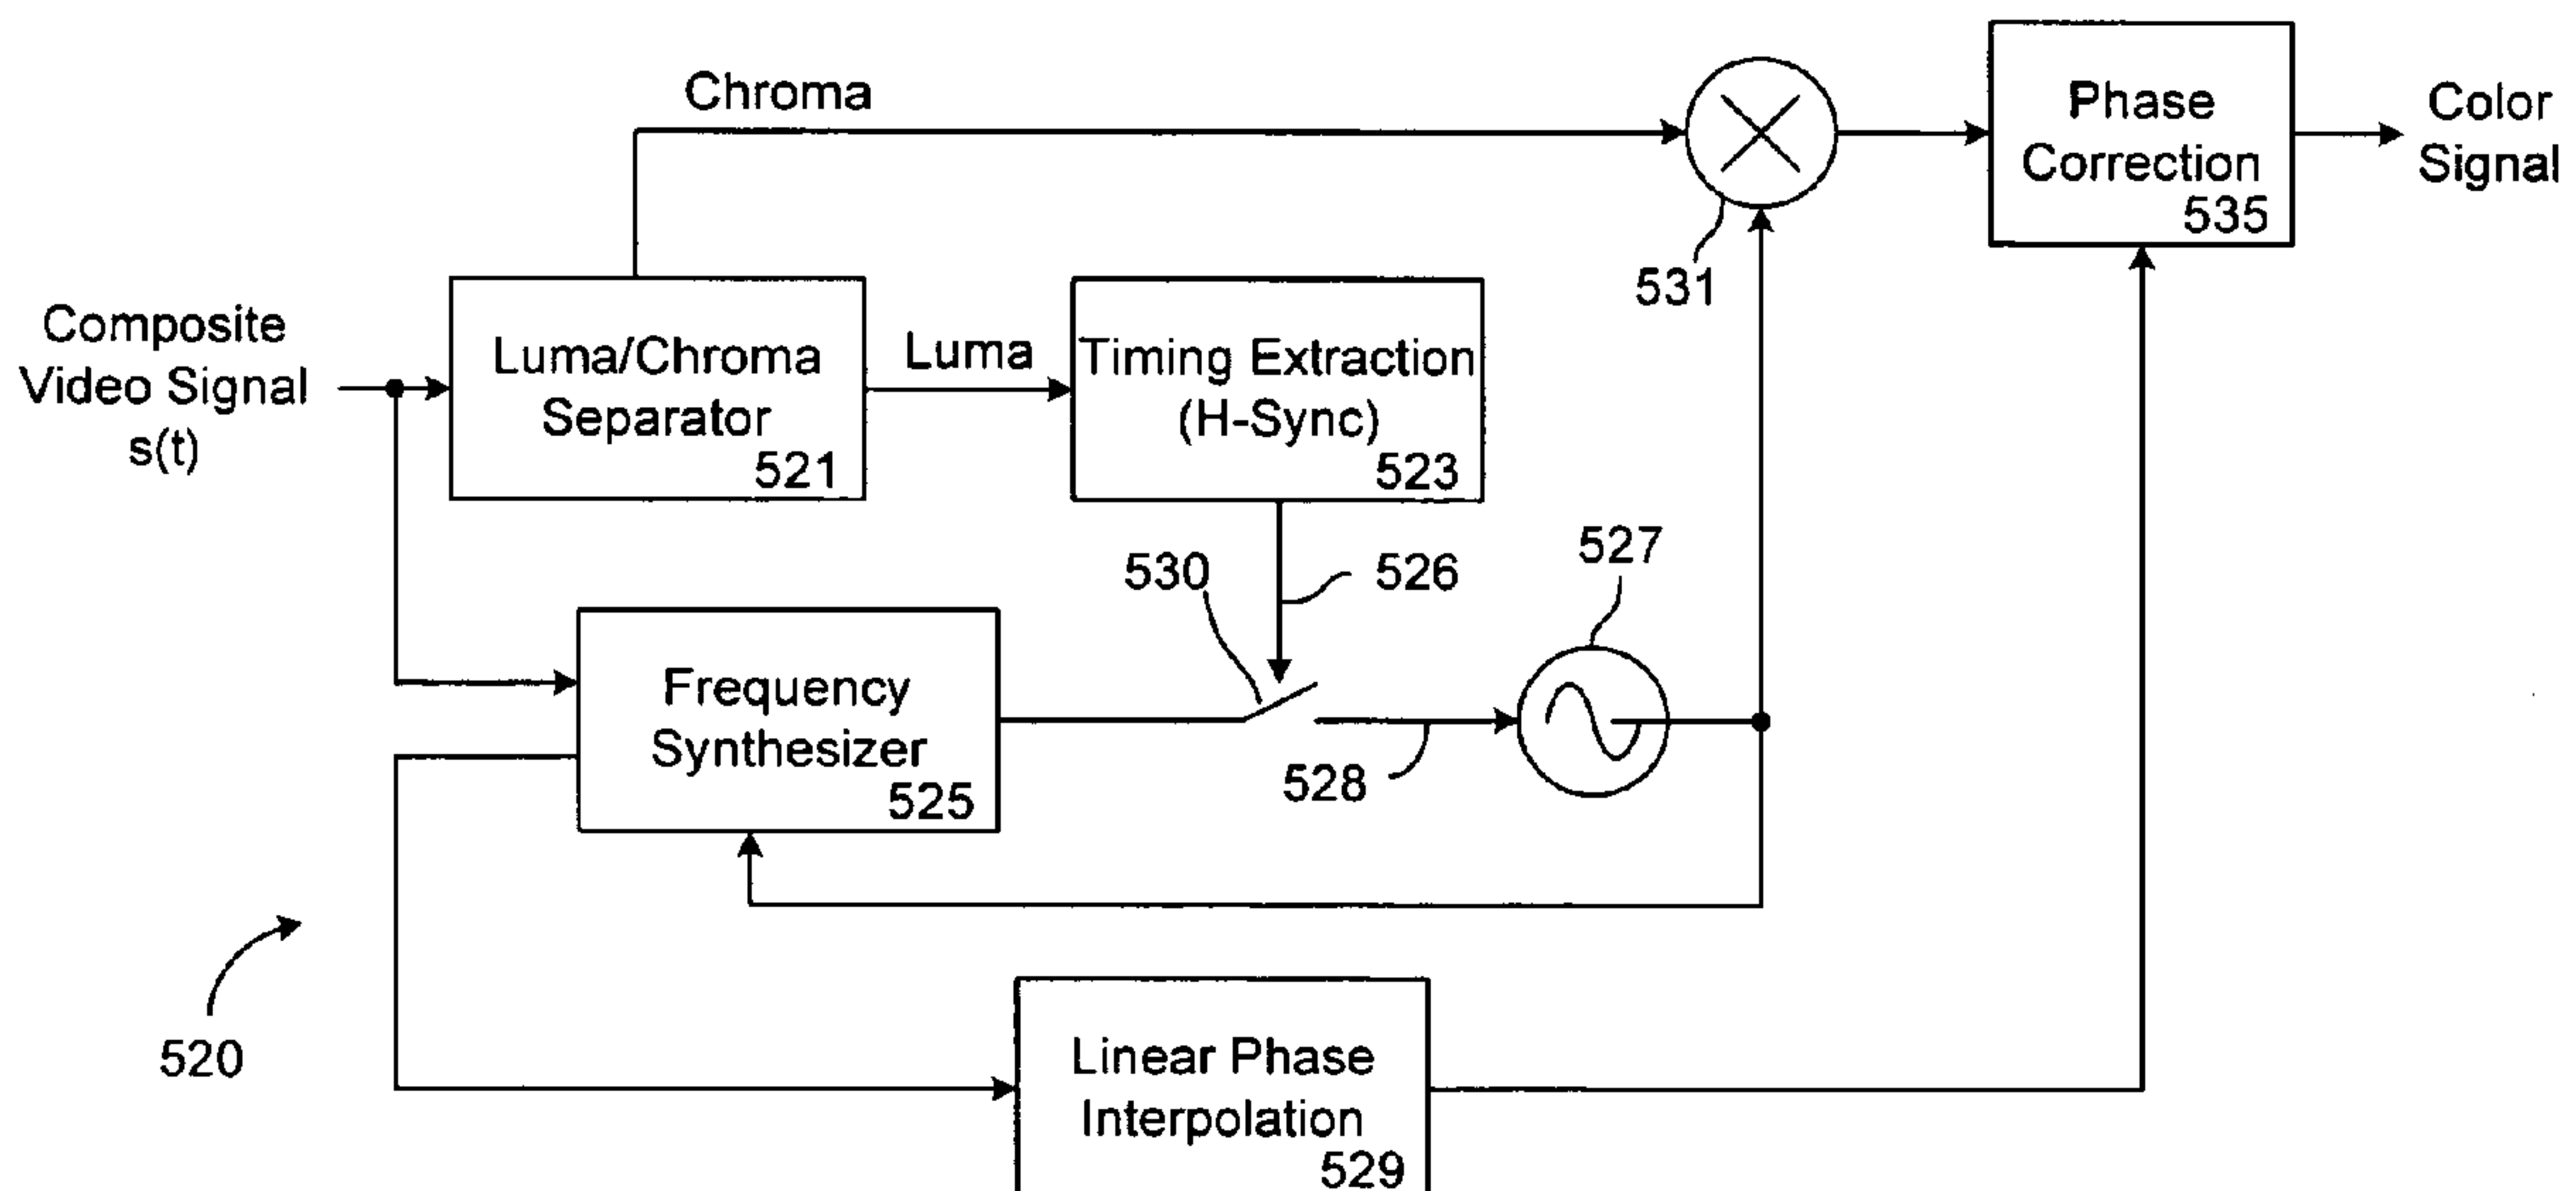 Chroma
Phase
Correction
535
Color
Signal
531
Composite
Video Signal
s(t)
Luma/Chroma
Separator
521
Luma
Timing Extraction
(H-Sync)
523
530
526
527
Frequency
Synthesizer
525
528
520
Linear Phase
Interpolation
529